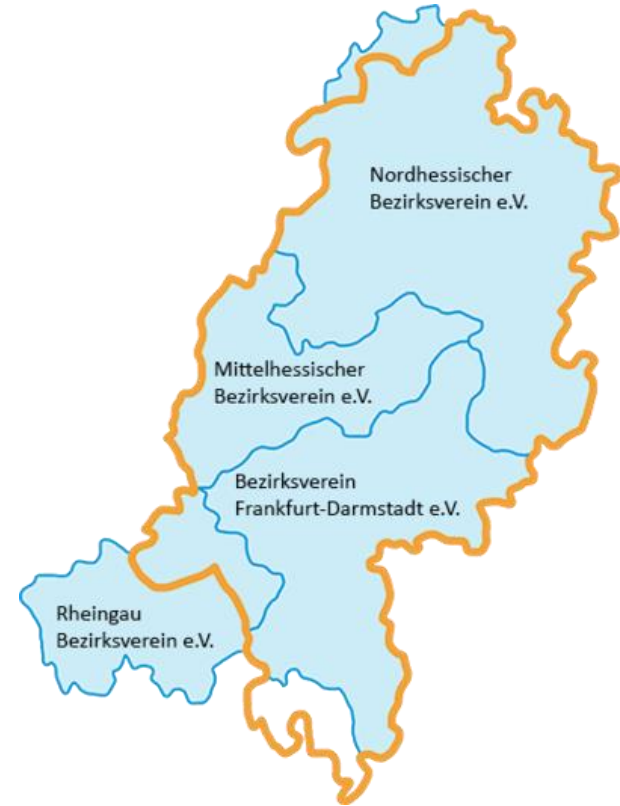 Nordhessischer
Bezirksverein e.V.
Mittelhessischer
Bezirksverein e.V.
Bezirksverein
Frankfurt-Darmstadt e.V.
Rheingau
Bezirksverein e.V.